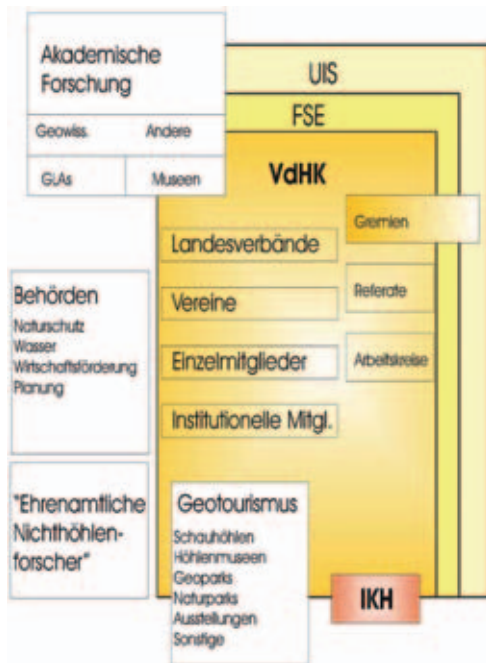 Akademische
Forschung
Geowiss. Andere
GLAs Museen
UIS
FSE
VdHK
Gremien
Landesverbände
Referate
Vereine
Arbeitskreise
Einzelmitglieder
Institutionelle Mitgl.
Behörden
Naturschutz
Wasser
Wirtschaftsförderung
Planung
"Ehrenamtliche
Nichthöhlen-
forscher"
Geotourismus
Schauhöhlen
Höhlenmuseen
Geoparks
Naturparks
Ausstellungen
Sonstige
IKH